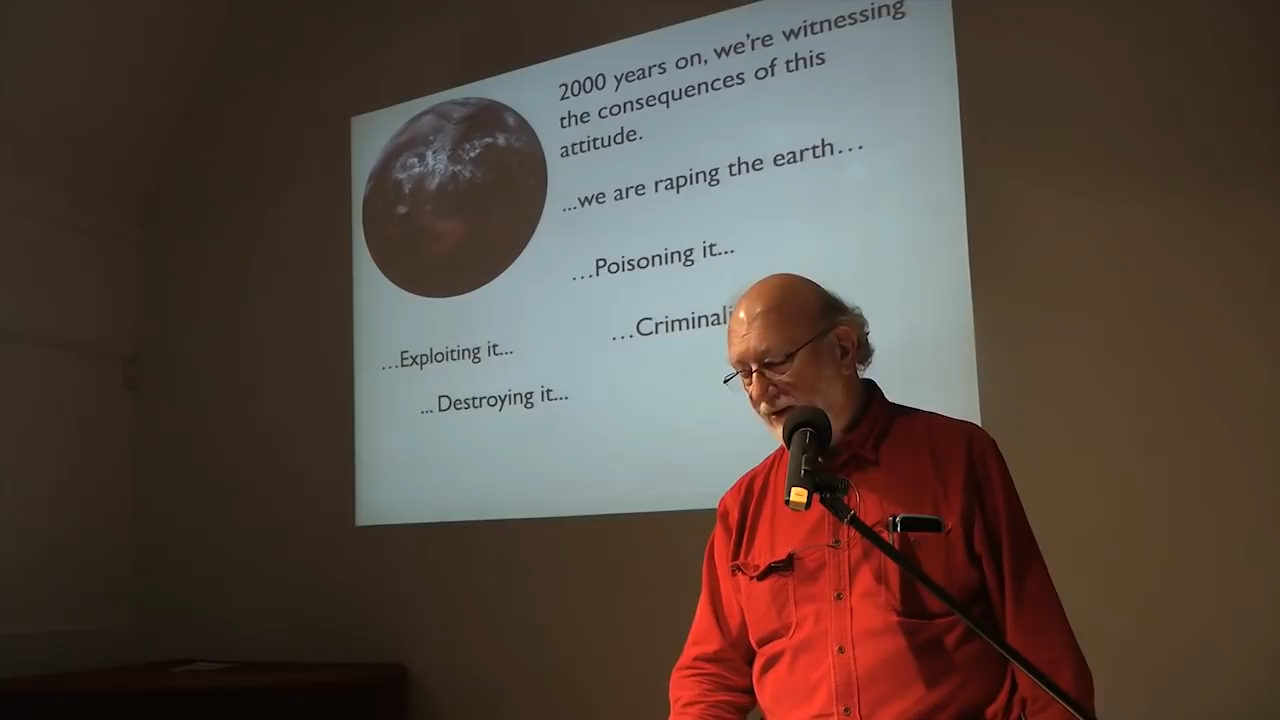 2000 years on, we're witnessing
the consequences of this
attitude.
...we are raping the earth...
...Poisoning it...
...Exploiting it...
... Destroying it...